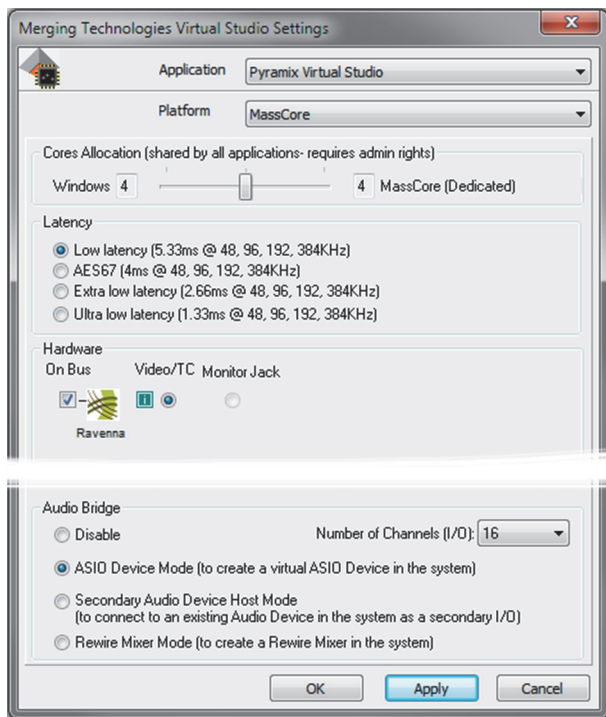 Merging Technologies Virtual Studio Settings
Application Pyramix Virtual Studio
Platform MassCore
Cores Allocation (shared by all applications- requires admin rights)
Windows 4 4 MassCore (Dedicated)
Latency
Low latency (5.33ms @ 48, 96, 192, 384KHz)
AES67 (4ms @ 48, 96, 192, 384KHz)
Extra low latency (2.66ms @ 48, 96, 192, 384KHz)
Ultra low latency (1.33ms @ 48, 96, 192, 384KHz)
Hardware
On Bus Video/TC Monitor Jack
i
Ravenna
Audio Bridge
Disable Number of Channels (I/O): 16
ASIO Device Mode (to create a virtual ASIO Device in the system)
Secondary Audio Device Host Mode
(to connect to an existing Audio Device in the system as a secondary I/O)
Rewire Mixer Mode (to create a Rewire Mixer in the system)
OK Apply Cancel